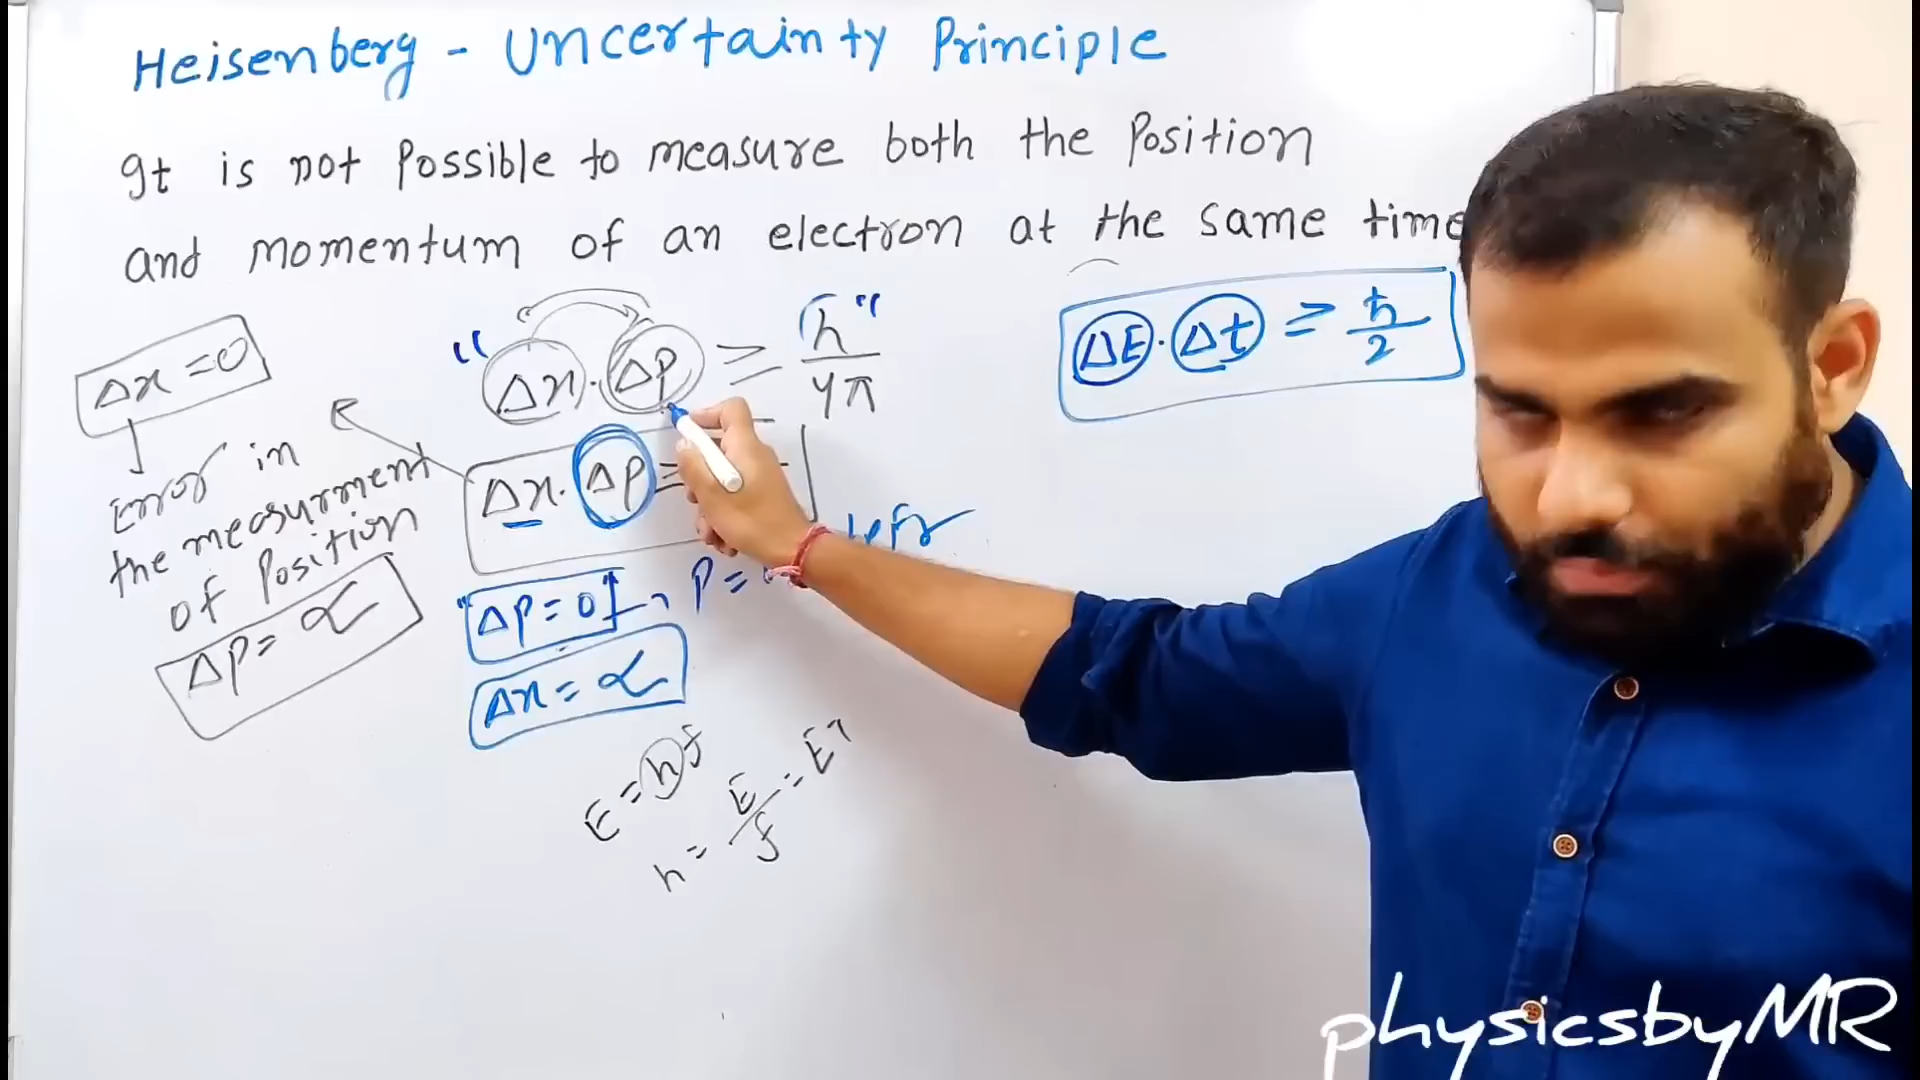 Heisenberg - Uncertainty Principle
It is not Possible to measure both the Position
and momentum of an electron at the same time
Δx = 0
Error in
the measurment
of Position
Δp = ∝
"Δx . Δp ≥ h/4π"
Δx . Δp =
"Δp = 0 , P =
Δx = ∝
E = hf
h = E/f = ET
ΔE . Δt ≥ ħ/2
physicsbyMR